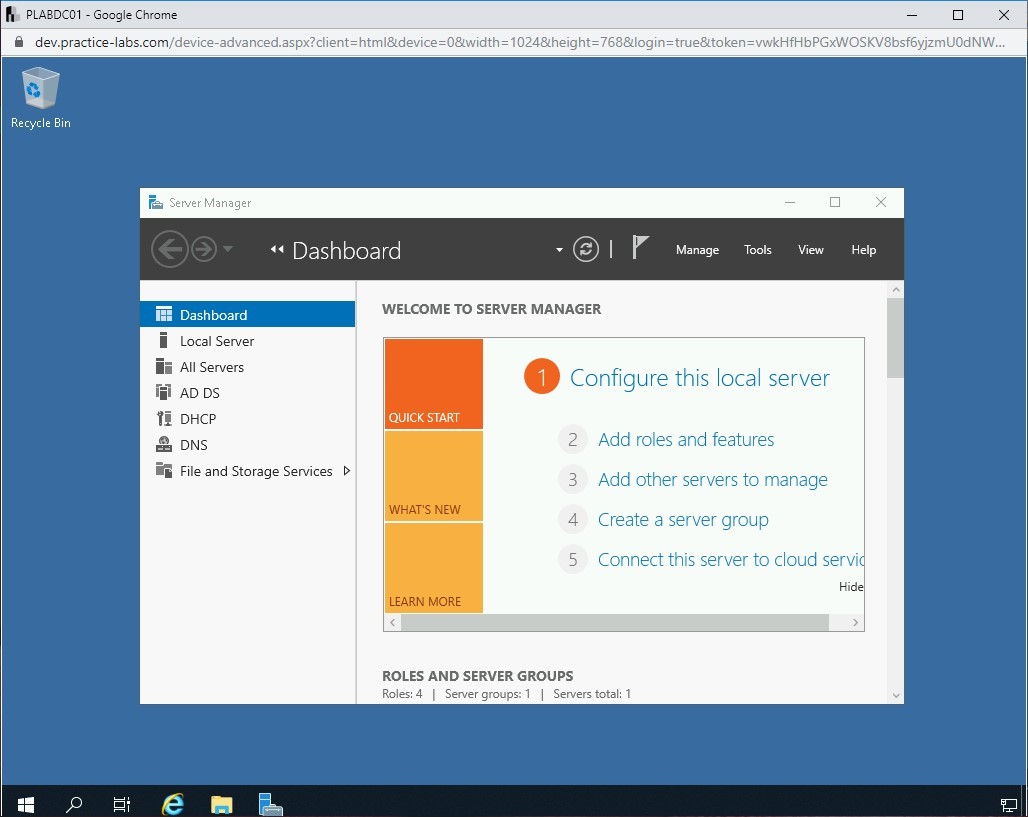 PLABDC01 - Google Chrome
dev.practice-labs.com/device-advanced.aspx?client=html&device=0&width=1024&height=768&login=true&token=vwkHfHbPGxWOSKV8bsf6yjzmU0dNW...
Recycle Bin
Server Manager
Dashboard
Manage Tools View Help
Dashboard
Local Server
All Servers
AD DS
DHCP
DNS
File and Storage Services
WELCOME TO SERVER MANAGER
QUICK START
WHAT'S NEW
LEARN MORE
1 Configure this local server
2 Add roles and features
3 Add other servers to manage
4 Create a server group
5 Connect this server to cloud servic
Hide
ROLES AND SERVER GROUPS
Roles: 4 | Server groups: 1 | Servers total: 1